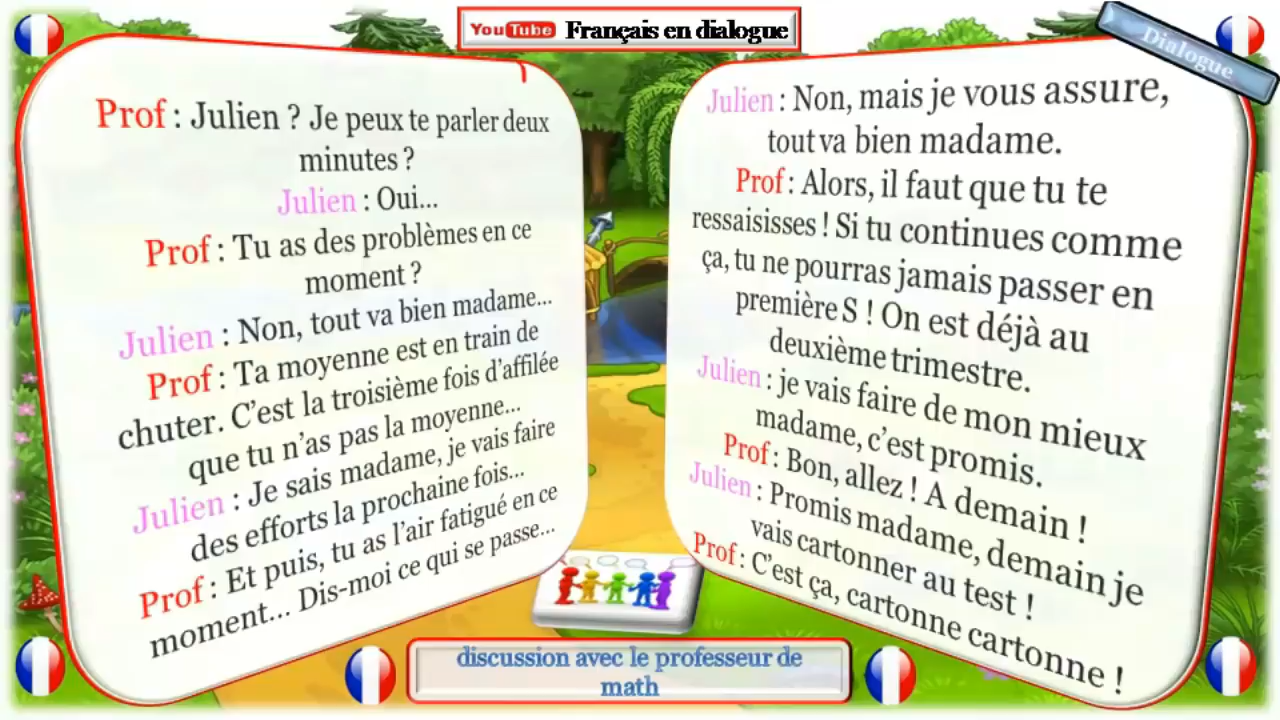 YouTube Français en dialogue
Dialogue
Prof : Julien ? Je peux te parler deux
minutes ?
Julien : Oui...
Prof : Tu as des problèmes en ce
moment ?
Julien : Non, tout va bien madame...
Prof : Ta moyenne est en train de
chuter. C’est la troisième fois d’affilée
que tu n’as pas la moyenne...
Julien : Je sais madame, je vais faire
des efforts la prochaine fois...
Prof : Et puis, tu as l’air fatigué en ce
moment... Dis-moi ce qui se passe...
Julien : Non, mais je vous assure,
tout va bien madame.
Prof : Alors, il faut que tu te
ressaisisses ! Si tu continues comme
ça, tu ne pourras jamais passer en
première S ! On est déjà au
deuxième trimestre.
Julien : je vais faire de mon mieux
madame, c’est promis.
Prof : Bon, allez ! A demain !
Julien : Promis madame, demain je
vais cartonner au test !
Prof : C’est ça, cartonne cartonne !
discussion avec le professeur de
math